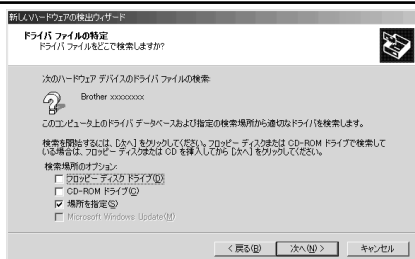 新しいハードウェアの検出ウィザード
ドライバ ファイルの特定
ドライバ ファイルをどこで検索しますか?
次のハードウェア デバイスのドライバ ファイルの検索:
Brother xxxxxxxx
このコンピュータ上のドライバ データベースおよび指定の検索場所から適切なドライバを検索します。
検索を開始するには、[次へ] をクリックしてください。フロッピー ディスクまたは CD-ROM ドライブで検索して
いる場合は、フロッピー ディスクまたは CD を挿入してから [次へ] をクリックしてください。
検索場所のオプション:
フロッピー ディスク ドライブ(D)
CD-ROM ドライブ(C)
場所を指定(S)
Microsoft Windows Update(M)
< 戻る(B)
次へ(N) >
キャンセル